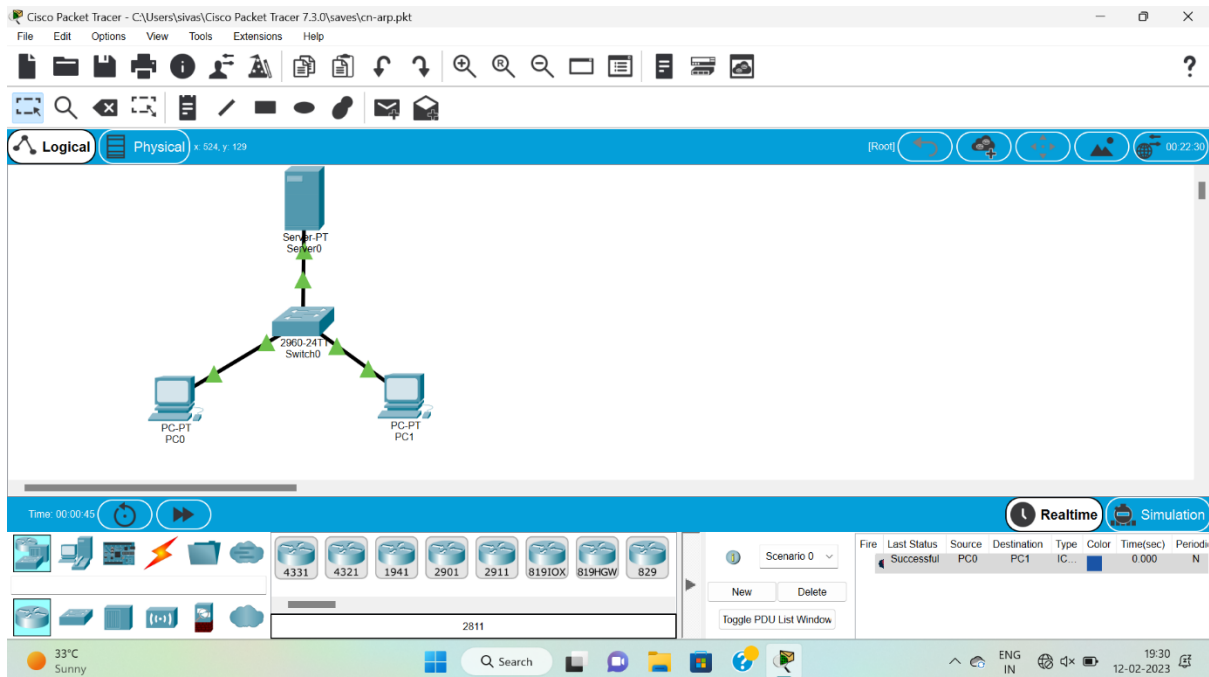 Cisco Packet Tracer - C:\Users\sivas\Cisco Packet Tracer 7.3.0\saves\cn-arp.pkt
File Edit Options View Tools Extensions Help
Logical Physical x: 524, y: 129 [Root] 00:22:30
Server-PT
Server0
2960-24TT
Switch0
PC-PT
PC0
PC-PT
PC1
Time: 00:00:45 Realtime Simulation
4331 4321 1941 2901 2911 819IOX 819HGW 829
2811
Scenario 0
New Delete
Toggle PDU List Window
Fire Last Status Source Destination Type Color Time(sec) Periodi
Successful PC0 PC1 IC... 0.000 N
33°C
Sunny
Search
ENG
IN
19:30
12-02-2023